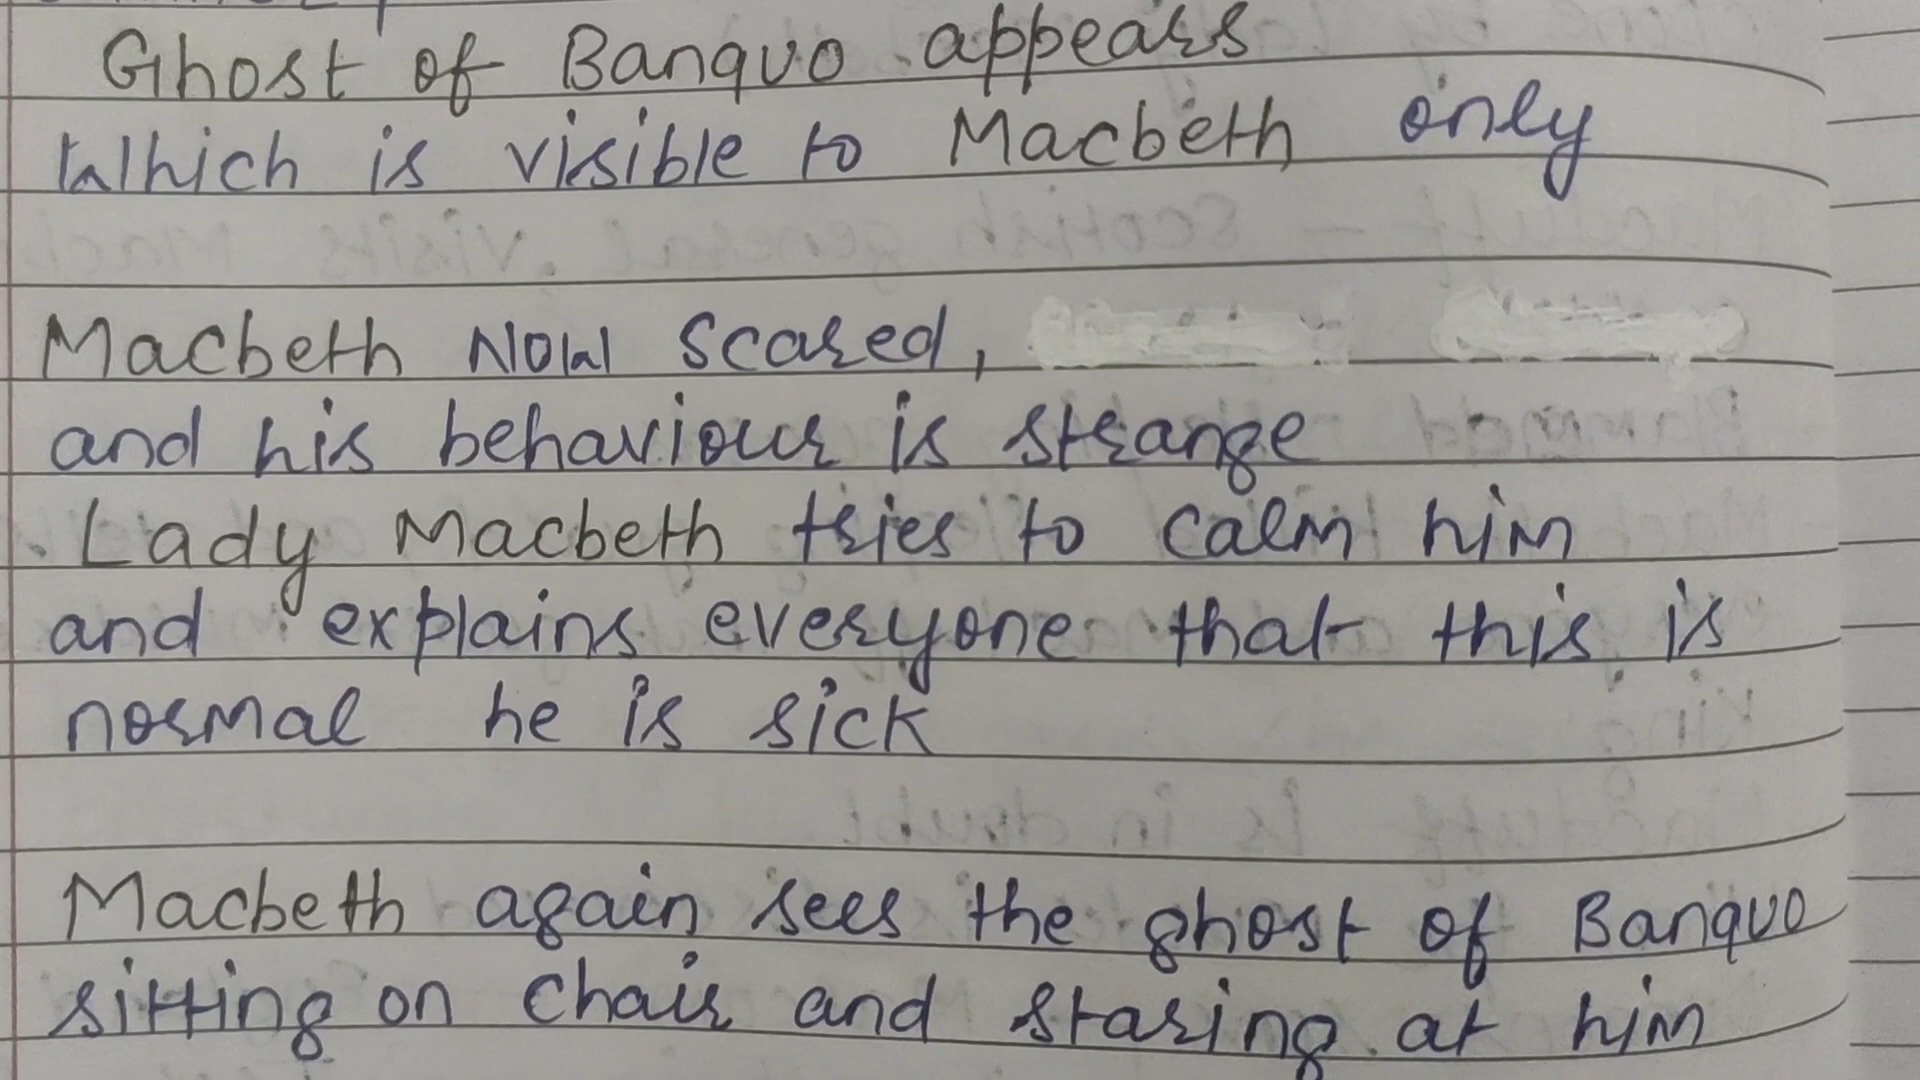 Ghost of Banquo appears
Which is visible to Macbeth only
Macbeth Now Scared,
and his behaviour is strange
Lady Macbeth tries to calm him
and explains everyone that this is
normal he is sick
Macbeth again sees the ghost of Banquo
sitting on chair and staring at him